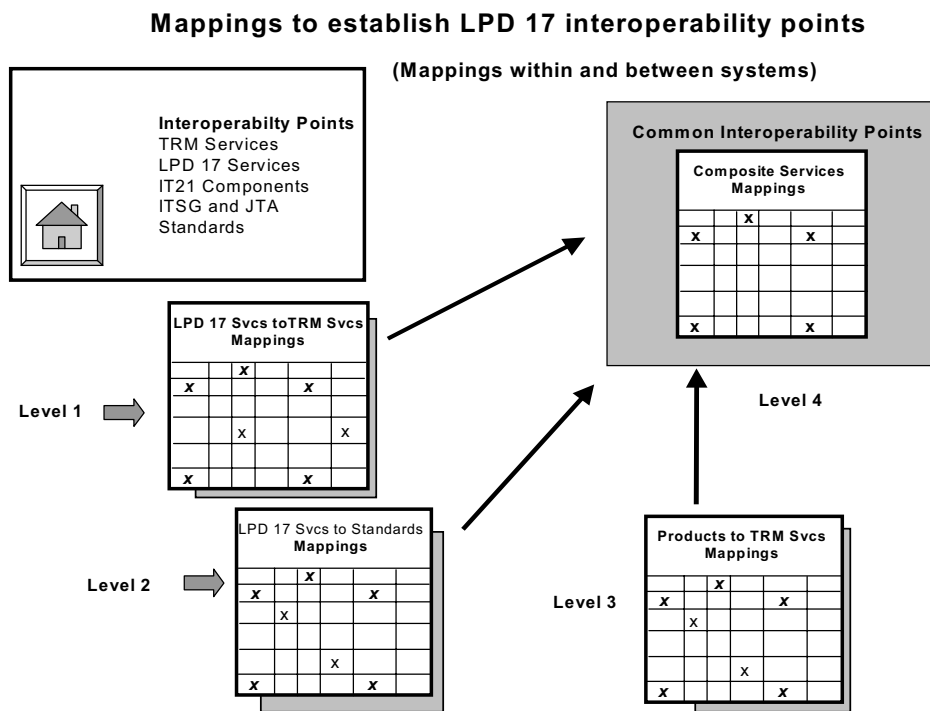 Mappings to establish LPD 17 interoperability points
(Mappings within and between systems)
Interoperabilty Points
TRM Services
LPD 17 Services
IT21 Components
ITSG and JTA
Standards
Common Interoperability Points
Composite Services
Mappings
x
x x
x x
Level 4
LPD 17 Svcs toTRM Svcs
Mappings
x
x x
x x
x x
Level 1
LPD 17 Svcs to Standards
Mappings
x
x x
x
x
x x
Level 2
Products to TRM Svcs
Mappings
x
x x
x
x
x x
Level 3